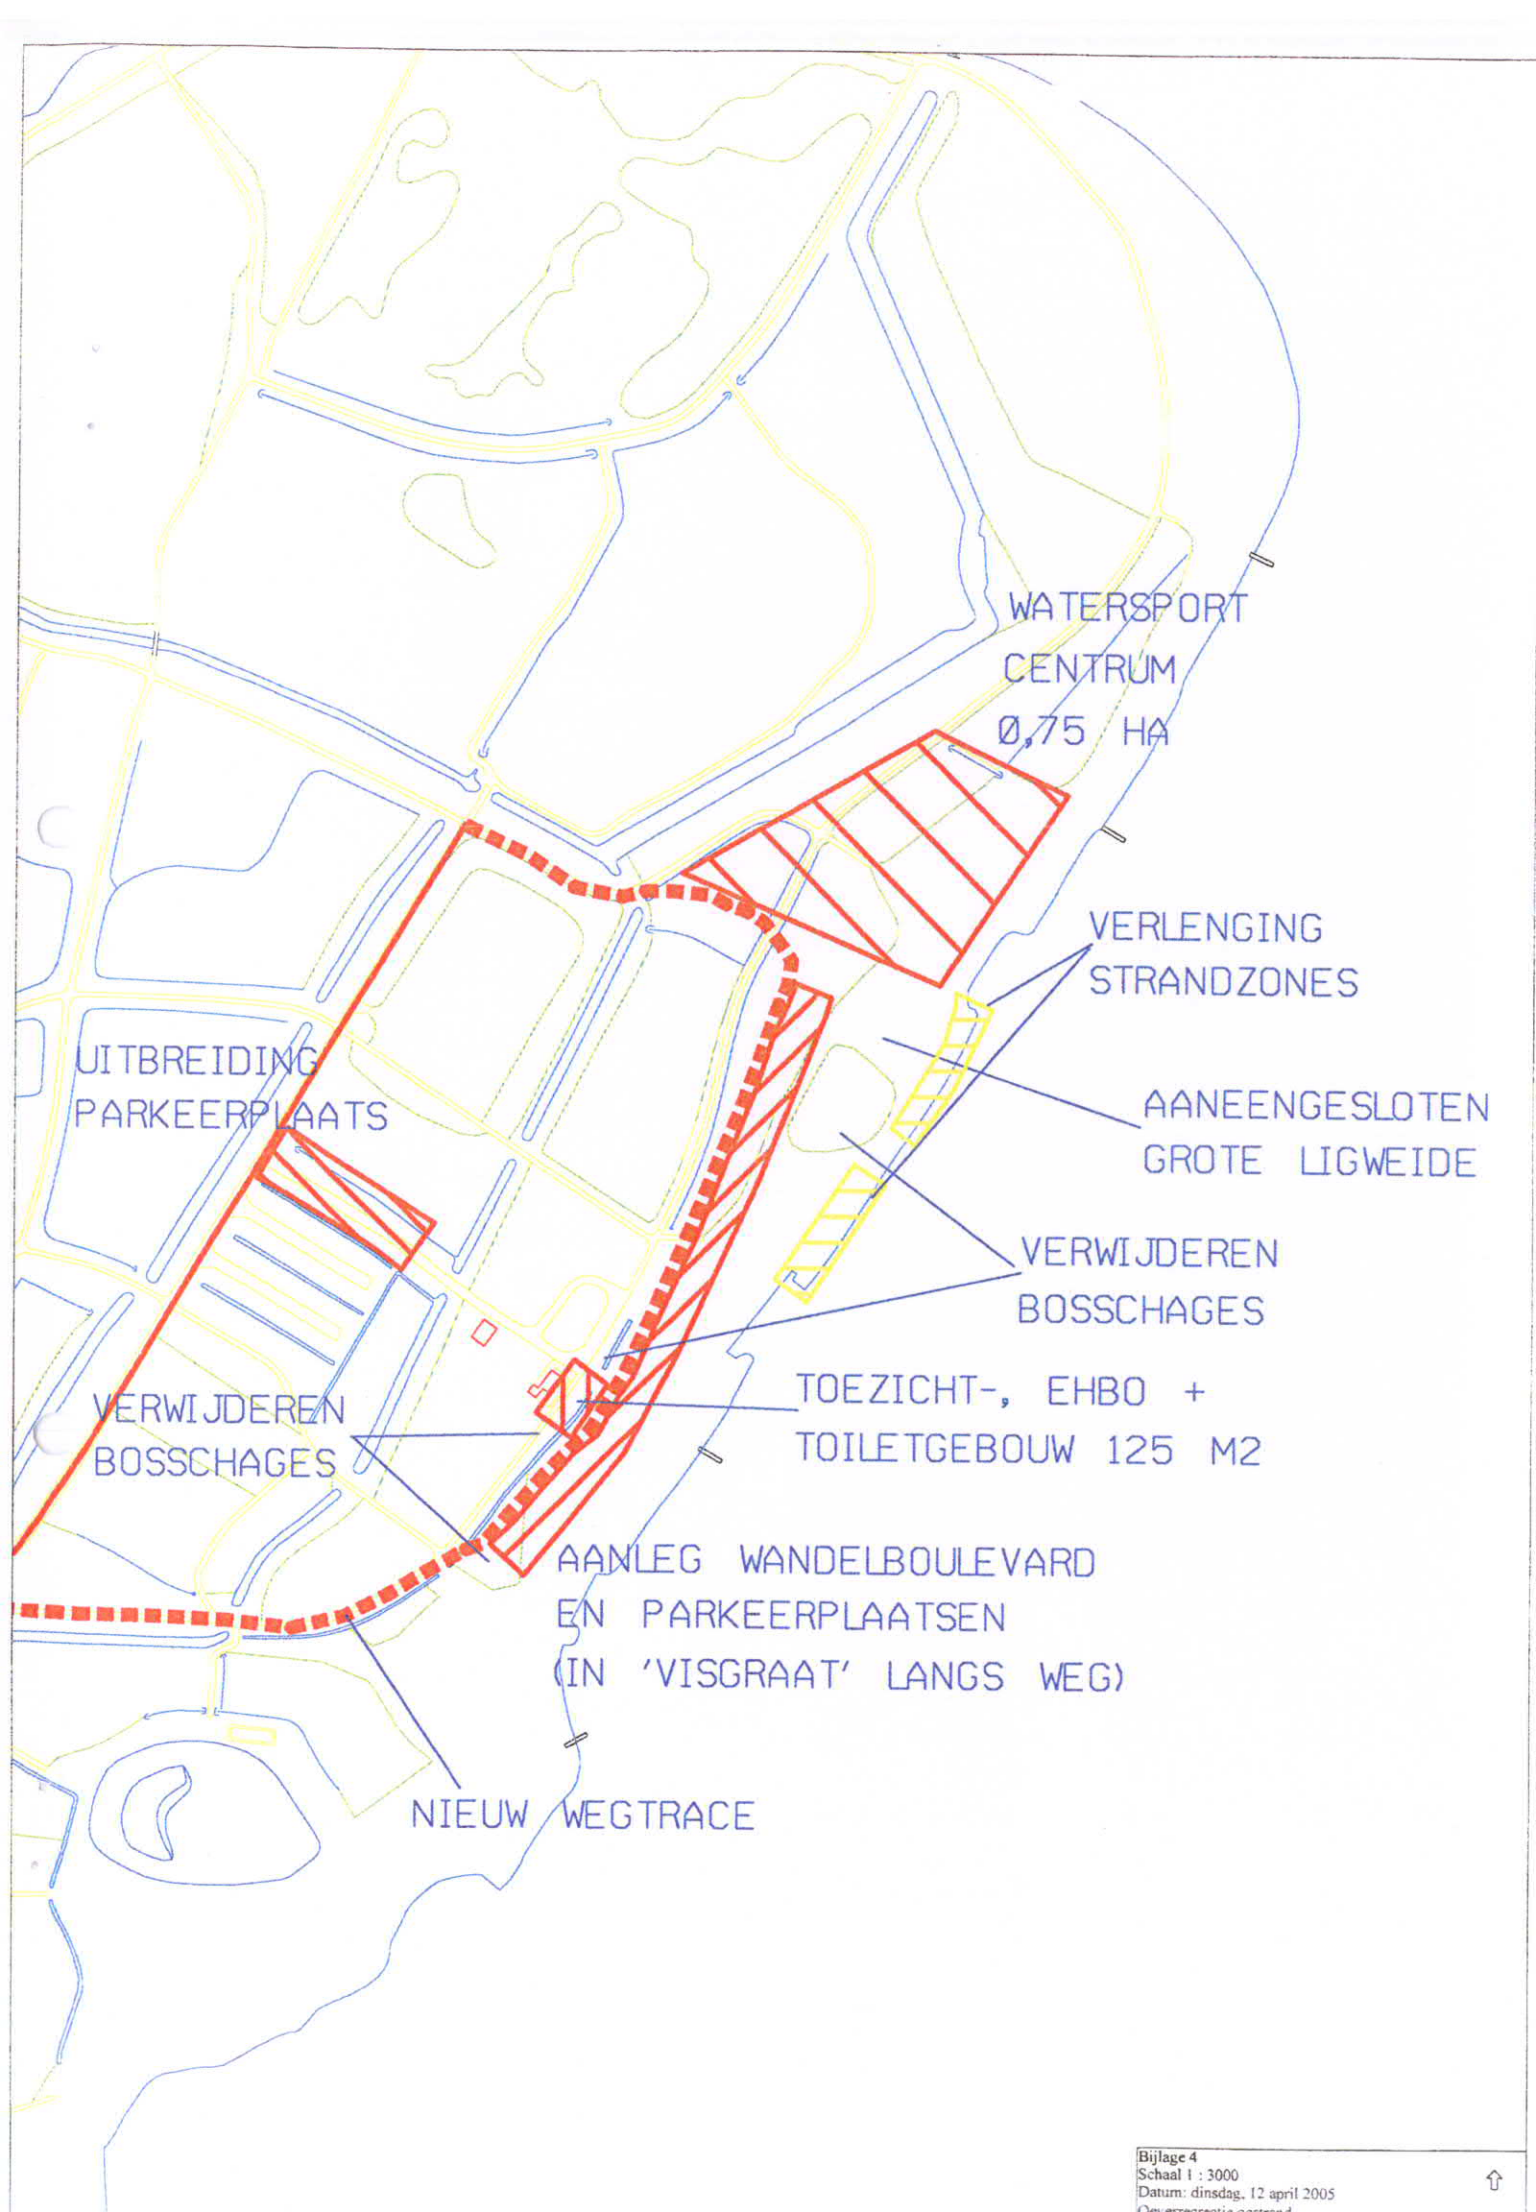 WATERSPORT
CENTRUM
0,75 HA
VERLENGING
STRANDZONES
UITBREIDING
PARKEERPLAATS
AANEENGESLOTEN
GROTE LIGWEIDE
VERWIJDEREN
BOSSCHAGES
TOEZICHT-, EHBO +
TOILETGEBOUW 125 M2
VERWIJDEREN
BOSSCHAGES
AANLEG WANDELBOULEVARD
EN PARKEERPLAATSEN
(IN 'VISGRAAT' LANGS WEG)
NIEUW WEGTRACE
Bijlage 4
Schaal 1 : 3000
Datum: dinsdag, 12 april 2005